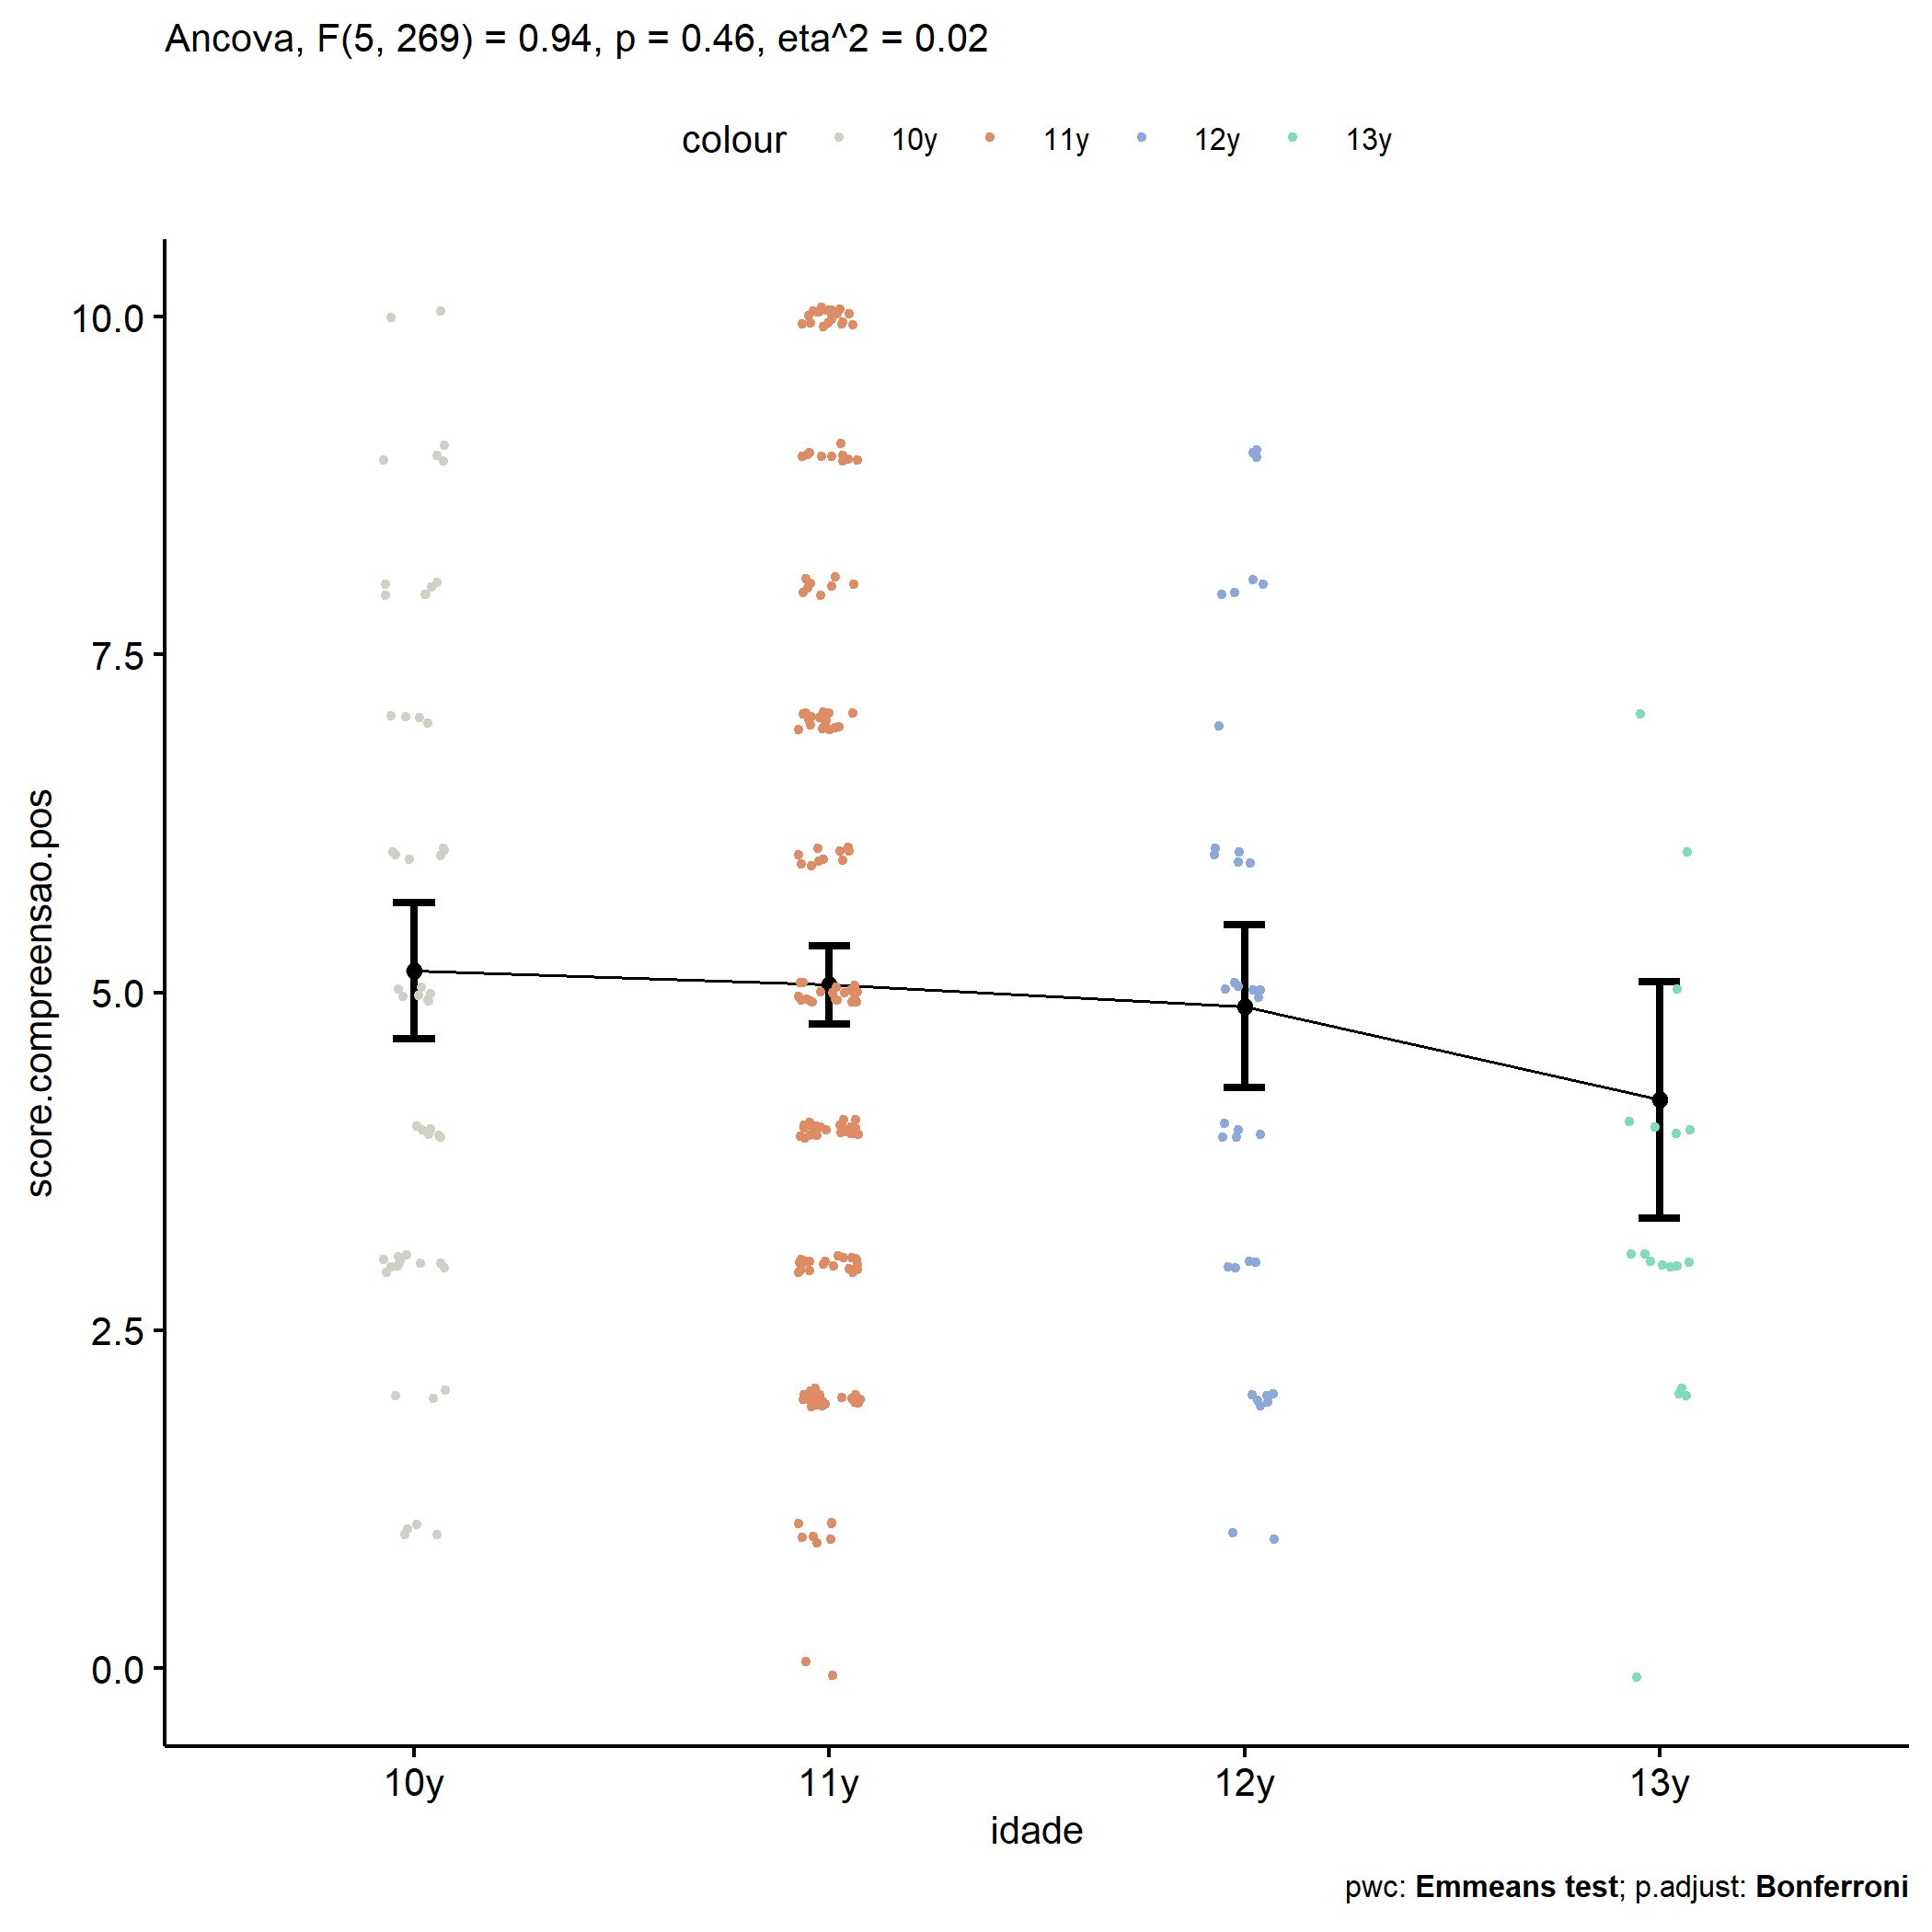 Ancova, F(5, 269) = 0.94, p = 0.46, eta^2 = 0.02
colour 10y 11y 12y 13y
10.0
7.5
5.0
2.5
0.0
score.compreensao.pos
10y 11y 12y 13y
idade
pwc: Emmeans test; p.adjust: Bonferroni